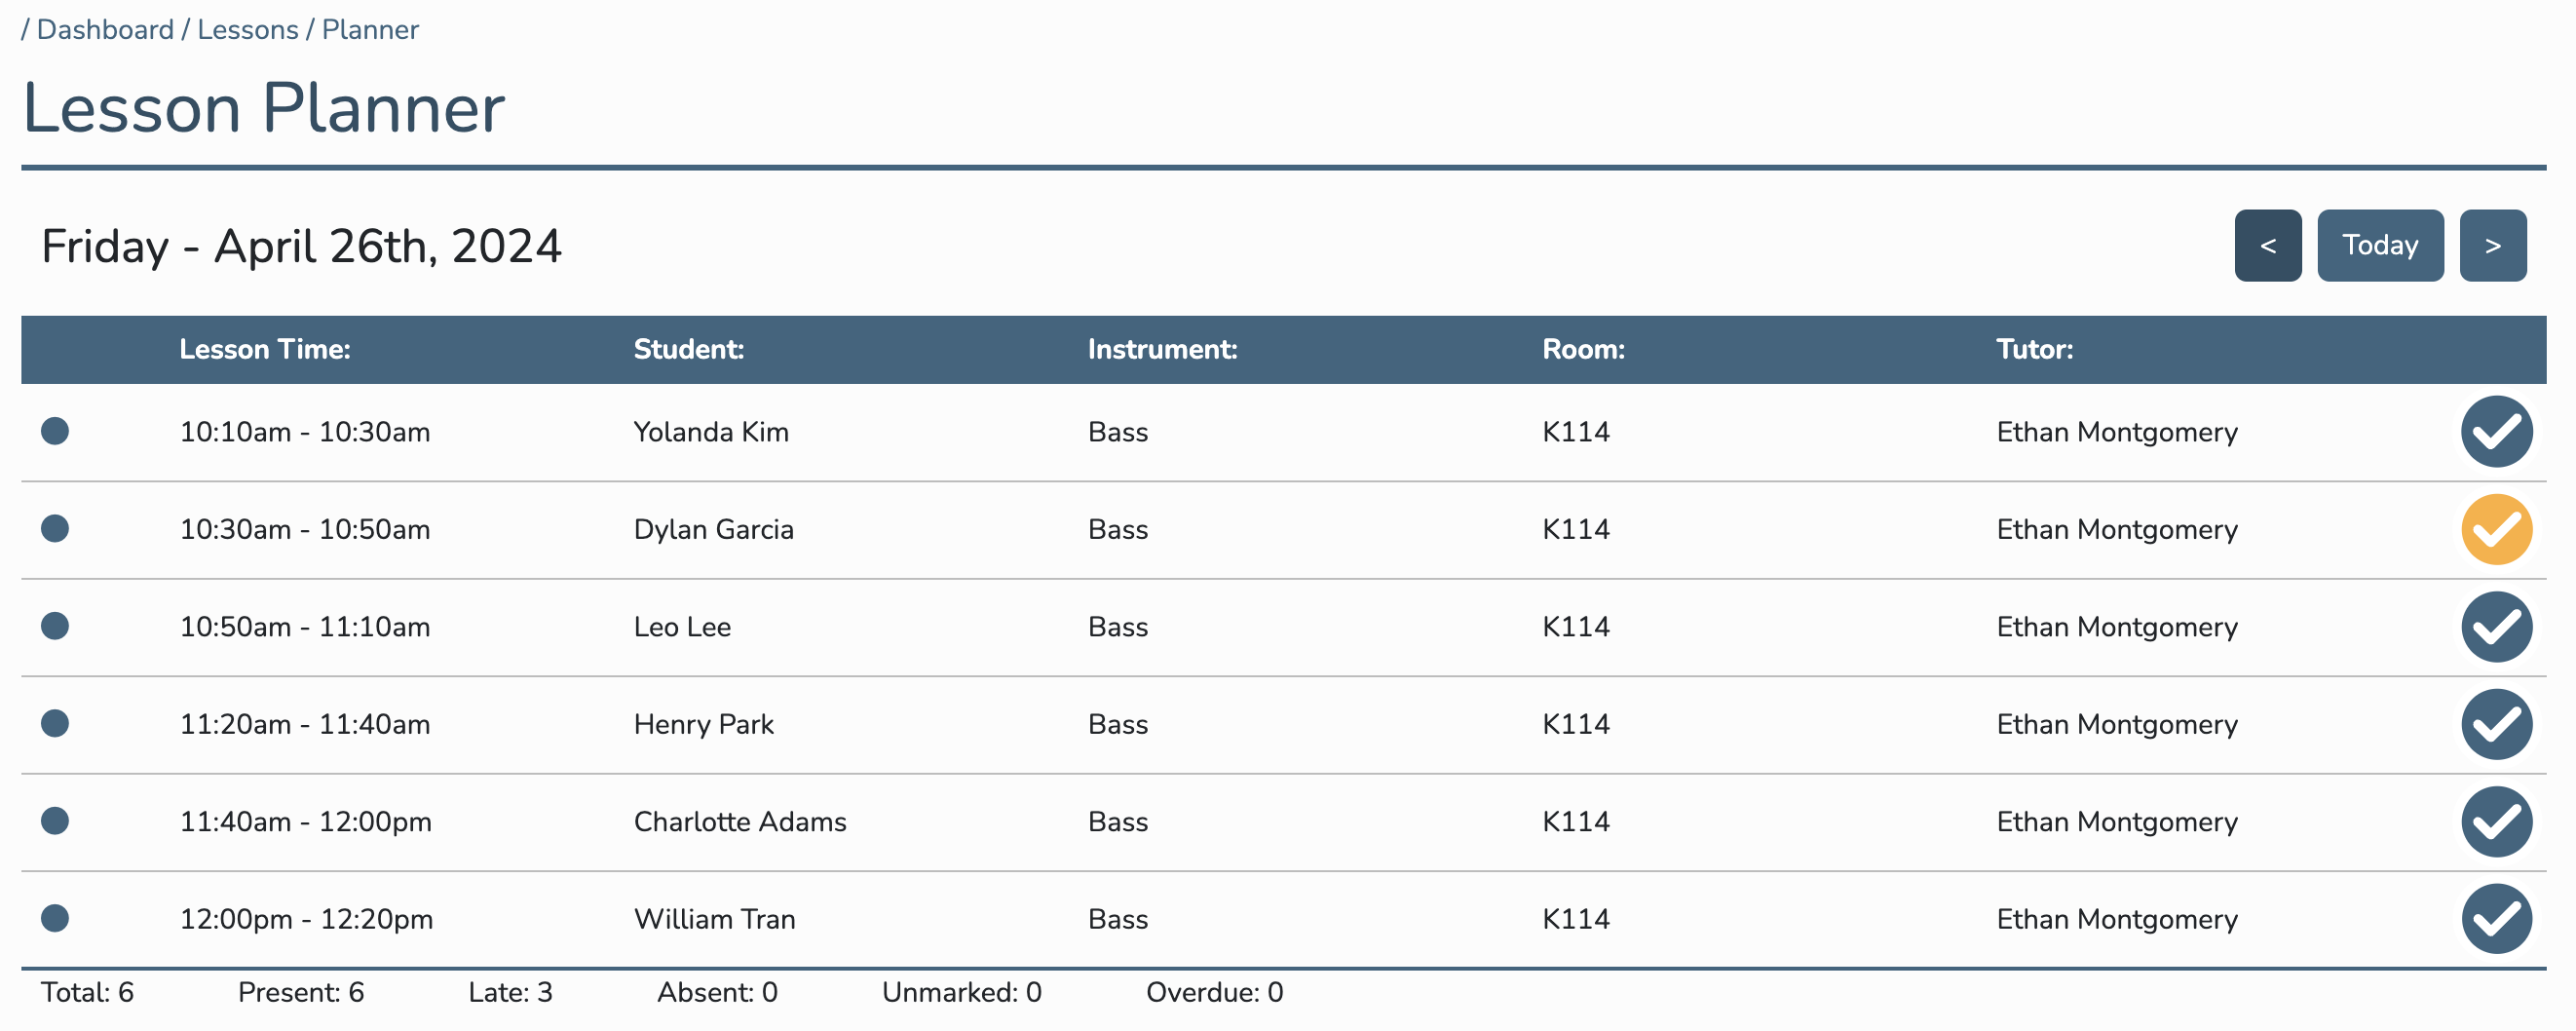 / Dashboard / Lessons / Planner
Lesson Planner
Friday - April 26th, 2024
< Today >
Lesson Time: Student: Instrument: Room: Tutor:
10:10am - 10:30am Yolanda Kim Bass K114 Ethan Montgomery
10:30am - 10:50am Dylan Garcia Bass K114 Ethan Montgomery
10:50am - 11:10am Leo Lee Bass K114 Ethan Montgomery
11:20am - 11:40am Henry Park Bass K114 Ethan Montgomery
11:40am - 12:00pm Charlotte Adams Bass K114 Ethan Montgomery
12:00pm - 12:20pm William Tran Bass K114 Ethan Montgomery
Total: 6 Present: 6 Late: 3 Absent: 0 Unmarked: 0 Overdue: 0